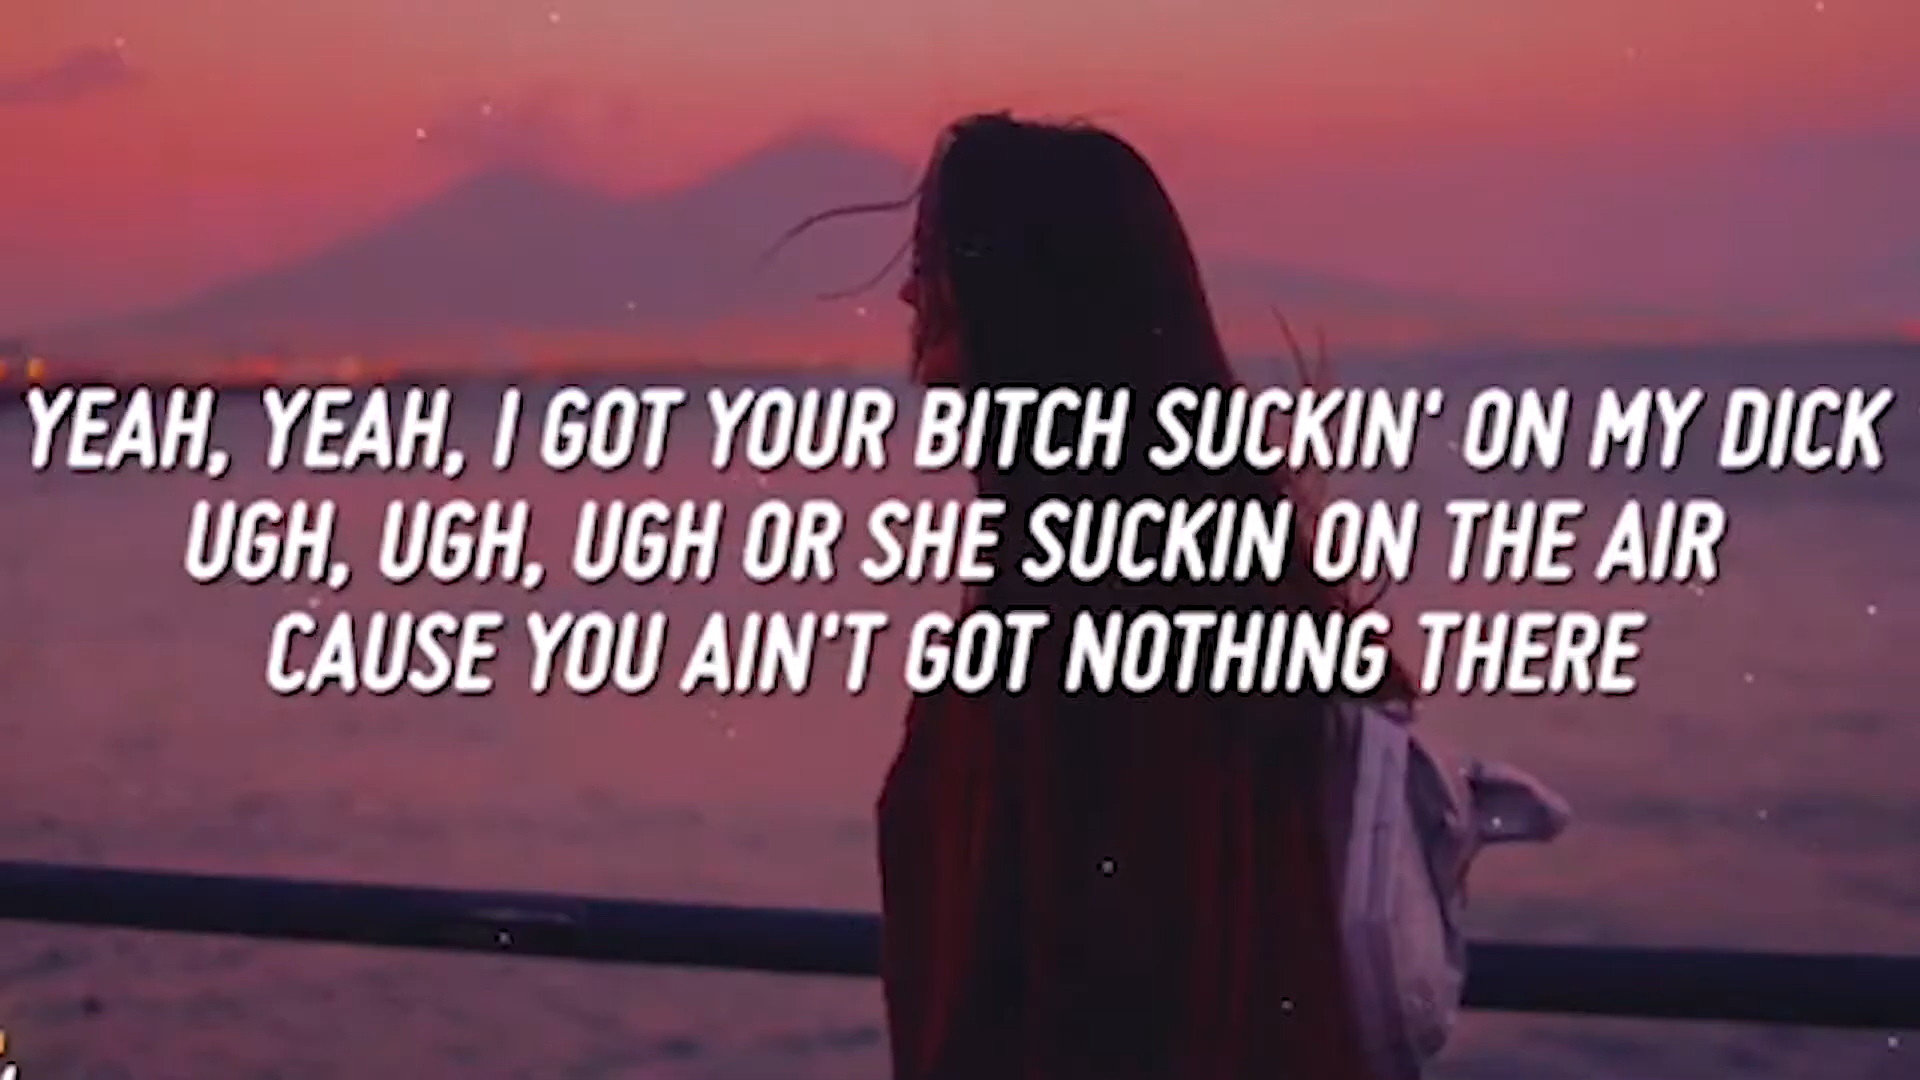 YEAH, YEAH, I GOT YOUR BITCH SUCKIN' ON MY DICK
UGH, UGH, UGH OR SHE SUCKIN ON THE AIR
CAUSE YOU AIN'T GOT NOTHING THERE